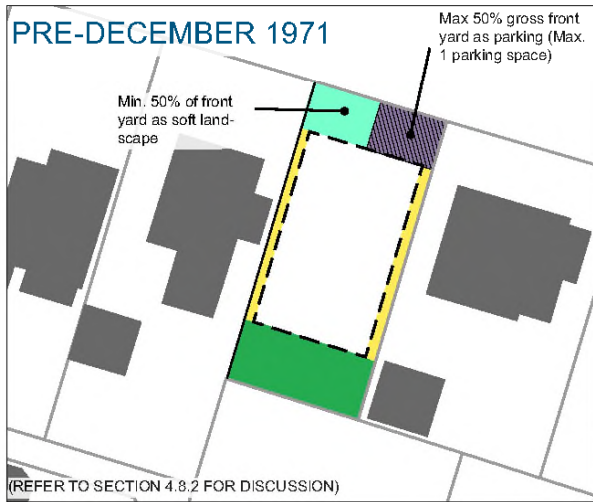 PRE-DECEMBER 1971
Max 50% gross front
yard as parking (Max.
1 parking space)
Min. 50% of front
yard as soft land-
scape
(REFER TO SECTION 4.8.2 FOR DISCUSSION)